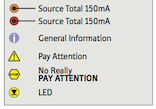 Source Total 150mA
Source Total 150mA
General Information
Pay Attention
No Really
PAY ATTENTION
LED